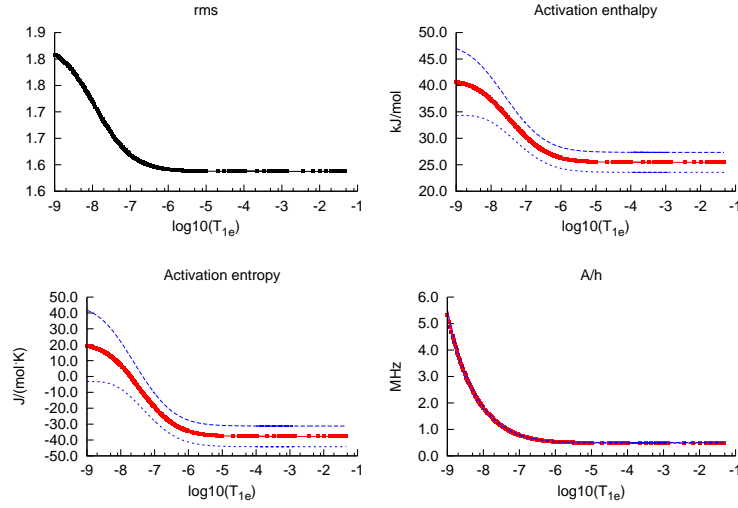 rms
1.8
1.8
1.7
1.7
1.6
1.6
-9 -8 -7 -6 -5 -4 -3 -2 -1
log10(T1e)
Activation enthalpy
kJ/mol
50.0
45.0
40.0
35.0
30.0
25.0
20.0
-9 -8 -7 -6 -5 -4 -3 -2 -1
log10(T1e)
Activation entropy
J/(mol·K)
50.0
40.0
30.0
20.0
10.0
0.0
-10.0
-20.0
-30.0
-40.0
-50.0
-9 -8 -7 -6 -5 -4 -3 -2 -1
log10(T1e)
A/h
MHz
6.0
5.0
4.0
3.0
2.0
1.0
0.0
-9 -8 -7 -6 -5 -4 -3 -2 -1
log10(T1e)